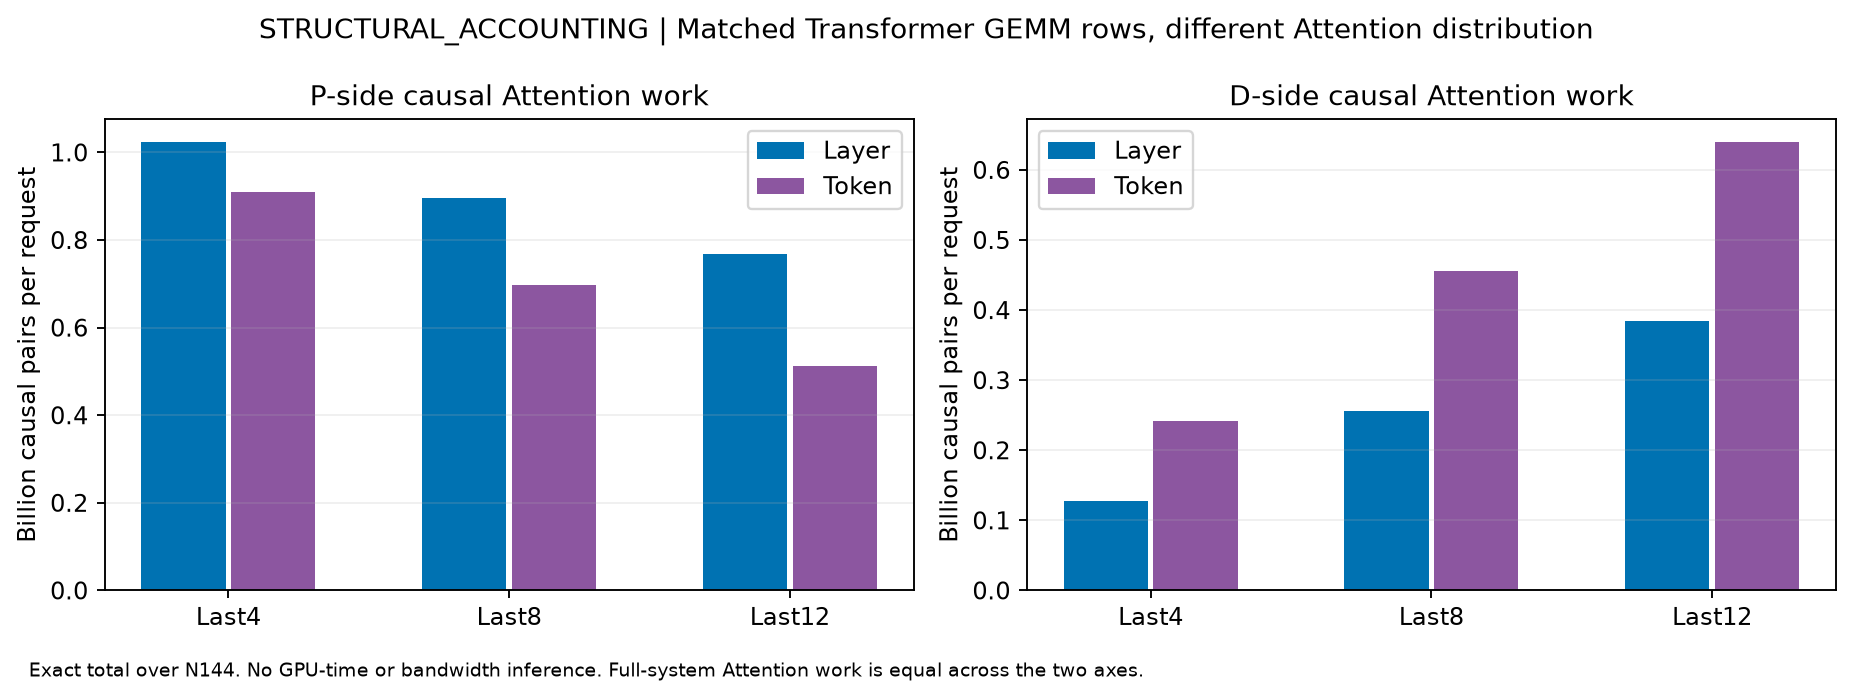 STRUCTURAL_ACCOUNTING | Matched Transformer GEMM rows, different Attention distribution
P-side causal Attention work
Billion causal pairs per request
1.0
0.8
0.6
0.4
0.2
0.0
Layer
Token
Last4
Last8
Last12
D-side causal Attention work
Billion causal pairs per request
0.6
0.5
0.4
0.3
0.2
0.1
0.0
Layer
Token
Last4
Last8
Last12
Exact total over N144. No GPU-time or bandwidth inference. Full-system Attention work is equal across the two axes.